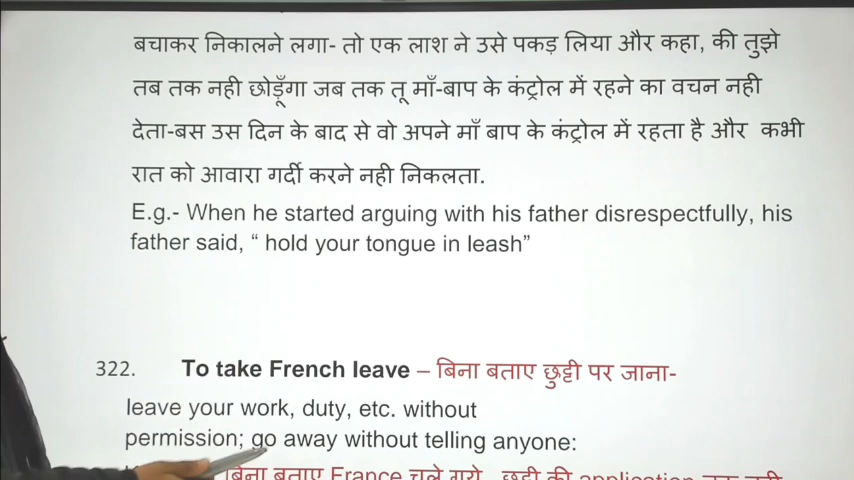 बचाकर निकालने लगा- तो एक लाश ने उसे पकड़ लिया और कहा, की तुझे
तब तक नही छोड़ूँगा जब तक तू माँ-बाप के कंट्रोल में रहने का वचन नही
देता-बस उस दिन के बाद से वो अपने माँ बाप के कंट्रोल में रहता है और कभी
रात को आवारा गर्दी करने नही निकलता.
E.g.- When he started arguing with his father disrespectfully, his
father said, “ hold your tongue in leash”
322. To take French leave – बिना बताए छुट्टी पर जाना-
leave your work, duty, etc. without
permission; go away without telling anyone:
बिना बताए France चले गये, छुट्टी की application